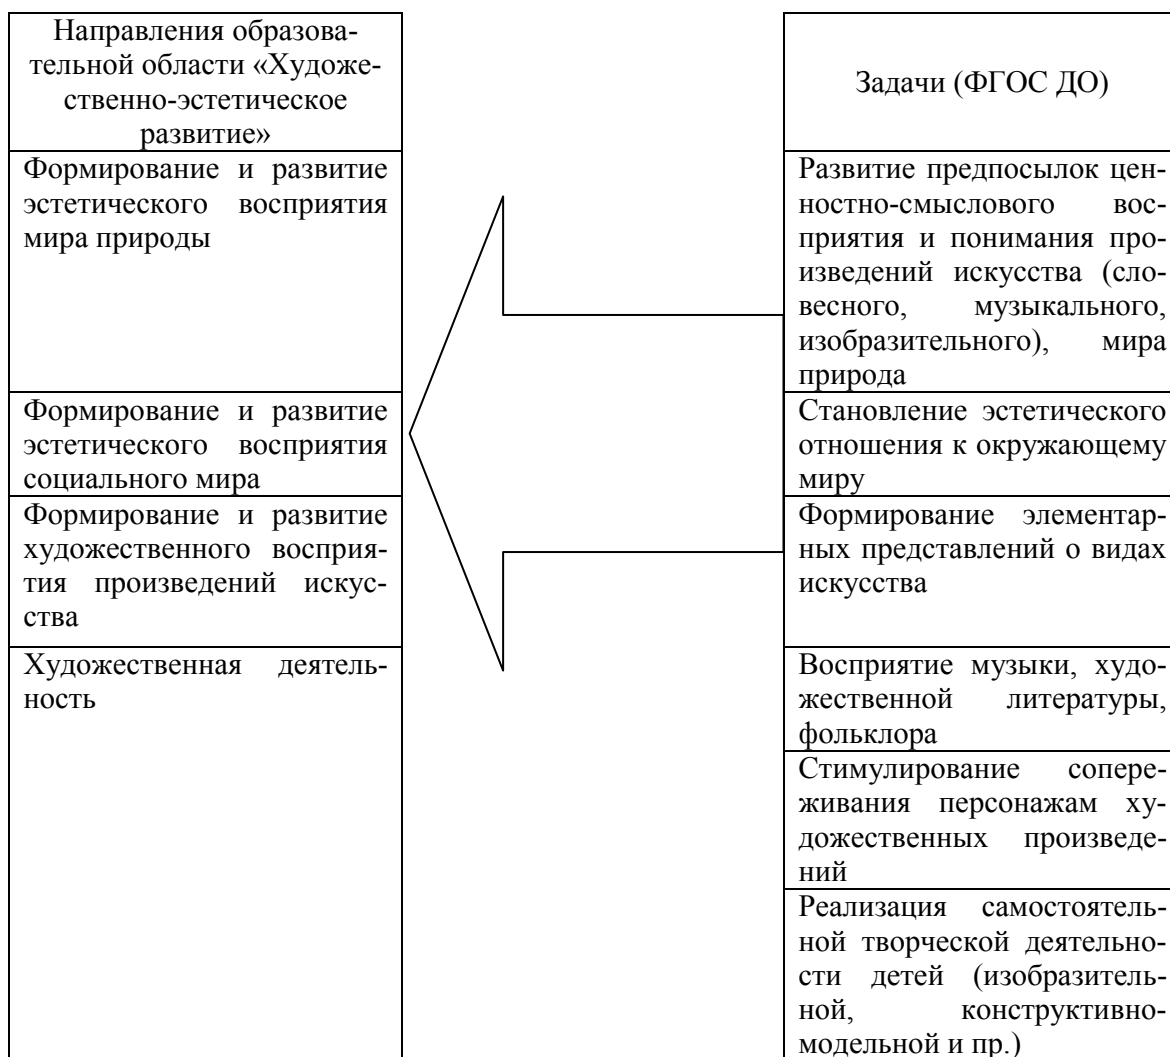 Направления образова-
тельной области «Художе-
ственно-эстетическое
развитие»
Формирование и развитие
эстетического восприятия
мира природы
Формирование и развитие
эстетического восприятия
социального мира
Формирование и развитие
художественного восприя-
тия произведений искус-
ства
Художественная деятель-
ность
Задачи (ФГОС ДО)
Развитие предпосылок цен-
ностно-смыслового вос-
приятия и понимания про-
изведений искусства (сло-
весного, музыкального,
изобразительного), мира
природа
Становление эстетического
отношения к окружающему
миру
Формирование элементар-
ных представлений о видах
искусства
Восприятие музыки, худо-
жественной литературы,
фольклора
Стимулирование сопере-
живания персонажам ху-
дожественных произведе-
ний
Реализация самостоятель-
ной творческой деятельно-
сти детей (изобразитель-
ной, конструктивно-
модельной и пр.)